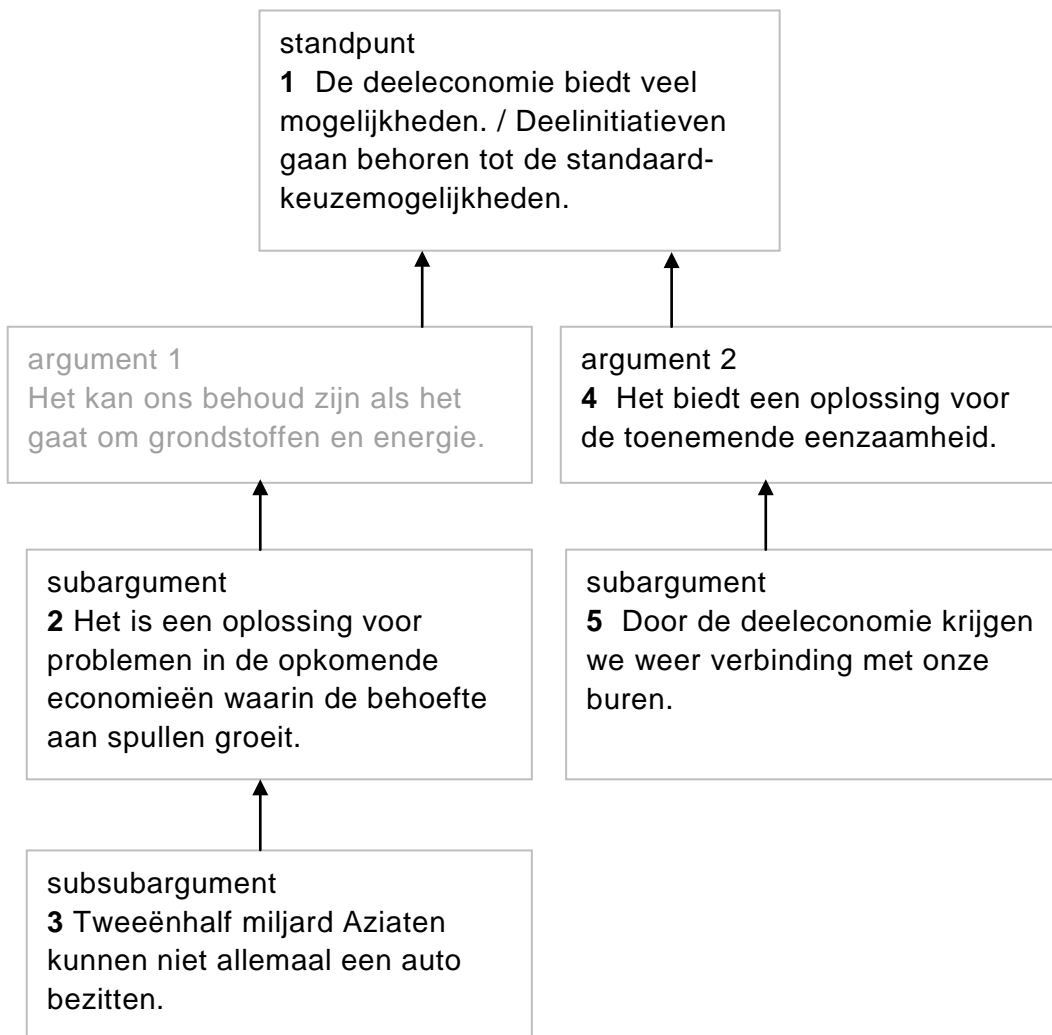 standpunt
1 De deeleconomie biedt veel
mogelijkheden. / Deelinitiatieven
gaan behoren tot de standaard-
keuzemogelijkheden.
argument 1
Het kan ons behoud zijn als het
gaat om grondstoffen en energie.
argument 2
4 Het biedt een oplossing voor
de toenemende eenzaamheid.
subargument
2 Het is een oplossing voor
problemen in de opkomende
economieën waarin de behoefte
aan spullen groeit.
subargument
5 Door de deeleconomie krijgen
we weer verbinding met onze
buren.
subsubargument
3 Tweeënhalf miljard Aziaten
kunnen niet allemaal een auto
bezitten.